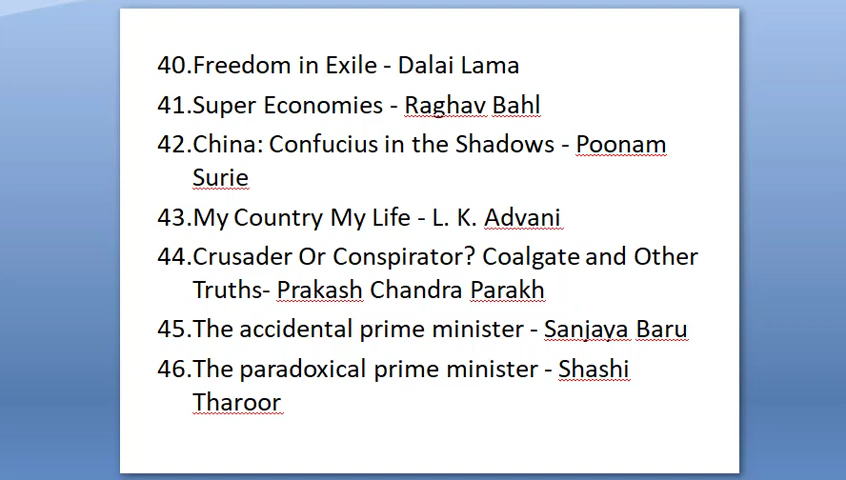 40.Freedom in Exile - Dalai Lama
41.Super Economies - Raghav Bahl
42.China: Confucius in the Shadows - Poonam
Surie
43.My Country My Life - L. K. Advani
44.Crusader Or Conspirator? Coalgate and Other
Truths- Prakash Chandra Parakh
45.The accidental prime minister - Sanjaya Baru
46.The paradoxical prime minister - Shashi
Tharoor